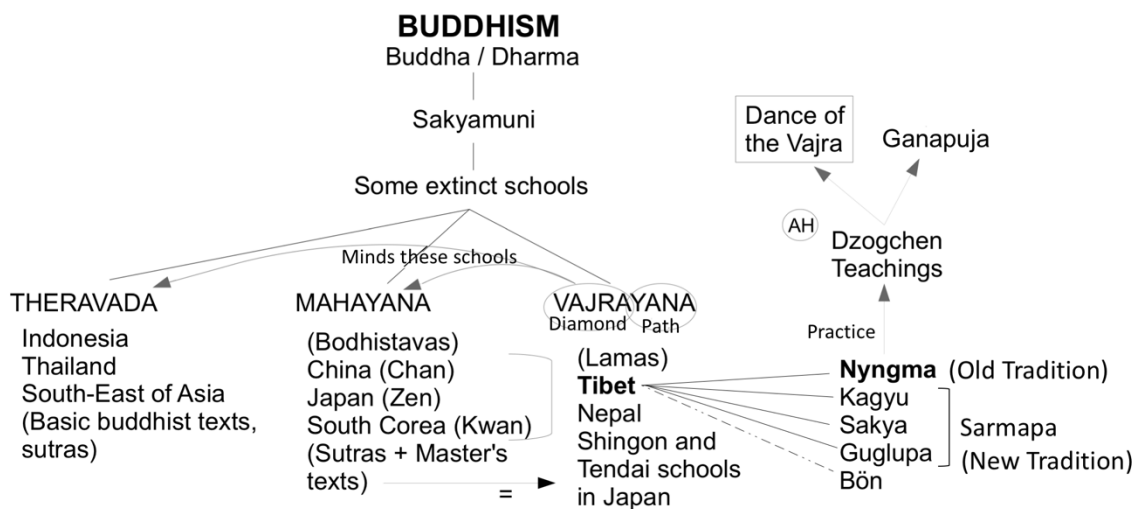 BUDDHISM
Buddha / Dharma
Sakyamuni
Some extinct schools
Minds these schools
THERAVADA
Indonesia
Thailand
South-East of Asia
(Basic buddhist texts,
sutras)
MAHAYANA
(Bodhistavas)
China (Chan)
Japan (Zen)
South Corea (Kwan)
(Sutras + Master's
texts)
=
VAJRAYANA
Diamond Path
(Lamas)
Tibet
Nepal
Shingon and
Tendai schools
in Japan
Dance of
the Vajra
Ganapuja
AH
Dzogchen
Teachings
Practice
Nyngma (Old Tradition)
Kagyu
Sakya
Guglupa
Bön
Sarmapa
(New Tradition)